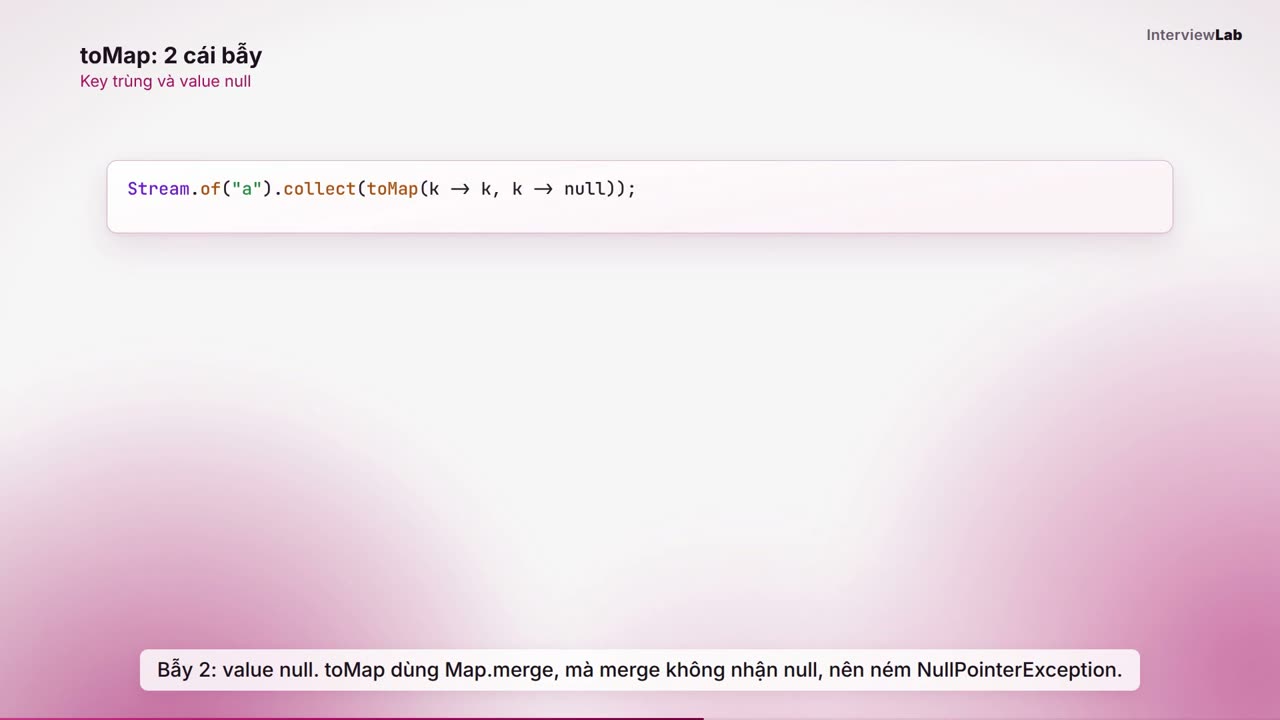 InterviewLab
toMap: 2 cái bẫy
Key trùng và value null
Stream.of("a").collect(toMap(k -> k, k -> null));
Bẫy 2: value null. toMap dùng Map.merge, mà merge không nhận null, nên ném NullPointerException.